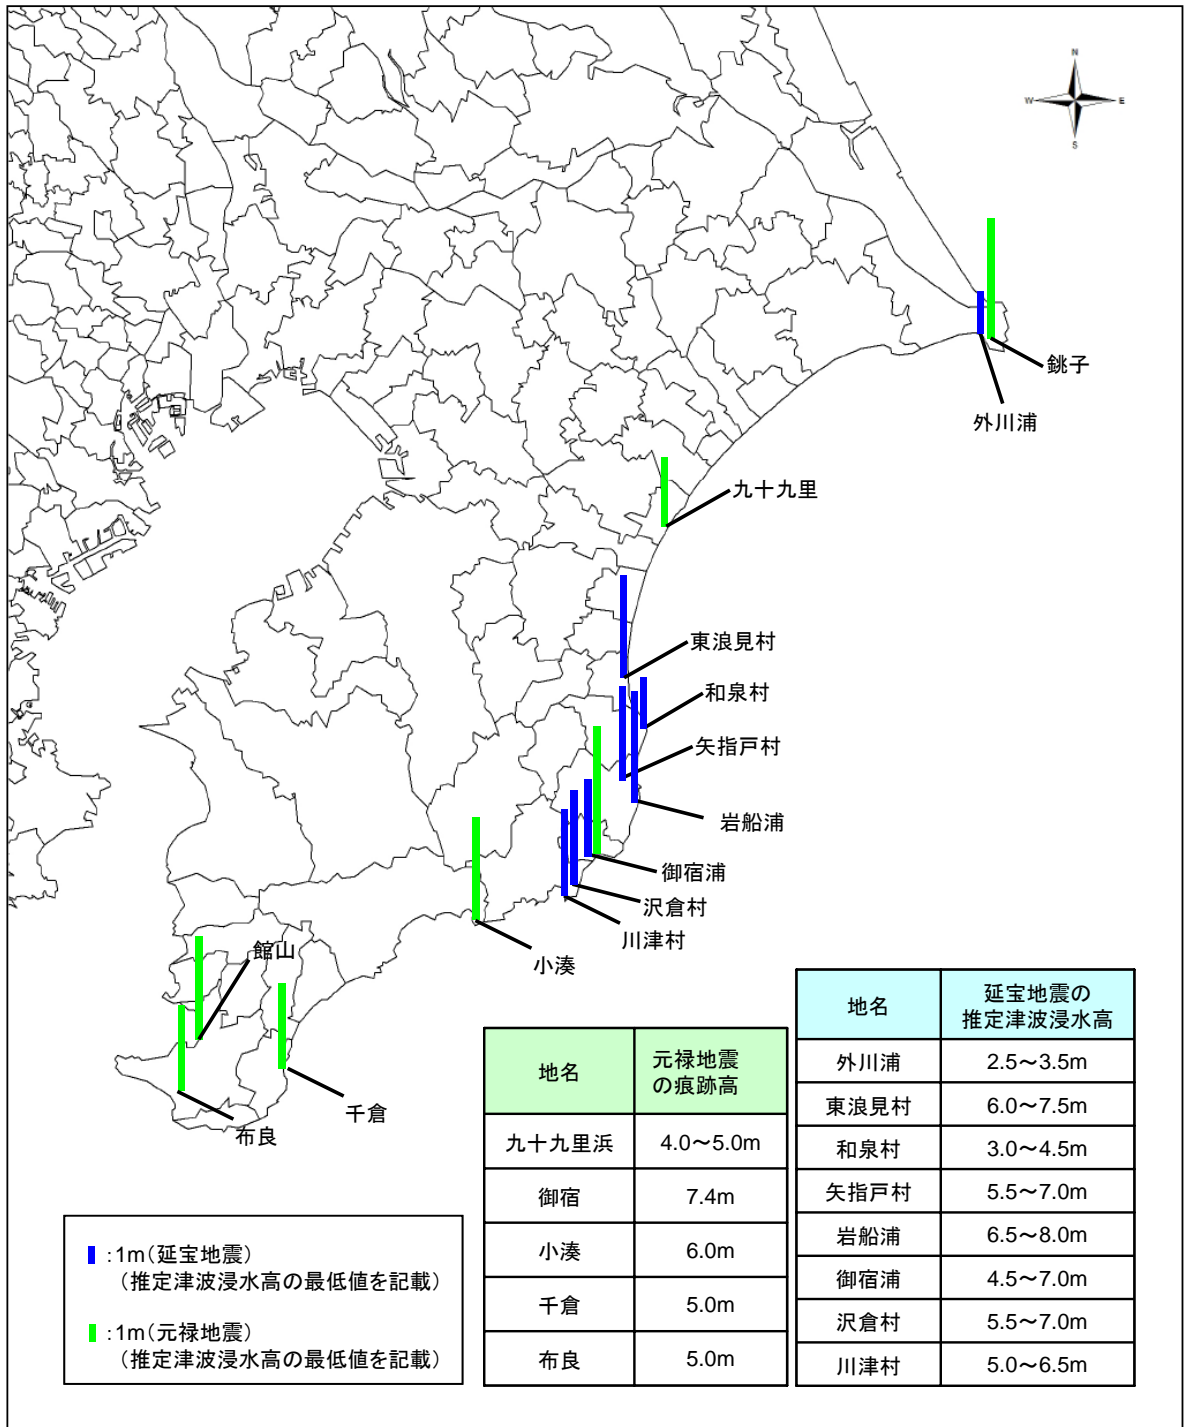 N
W
E
S
銚子
外川浦
九十九里
東浪見村
和泉村
矢指戸村
岩船浦
御宿浦
沢倉村
川津村
小湊
館山
千倉
布良
地名 元禄地震
の痕跡高
九十九里浜 4.0～5.0m
御宿 7.4m
小湊 6.0m
千倉 5.0m
布良 5.0m
地名 延宝地震の
推定津波浸水高
外川浦 2.5～3.5m
東浪見村 6.0～7.5m
和泉村 3.0～4.5m
矢指戸村 5.5～7.0m
岩船浦 6.5～8.0m
御宿浦 4.5～7.0m
沢倉村 5.5～7.0m
川津村 5.0～6.5m
:1m(延宝地震)
(推定津波浸水高の最低値を記載)
:1m(元禄地震)
(推定津波浸水高の最低値を記載)